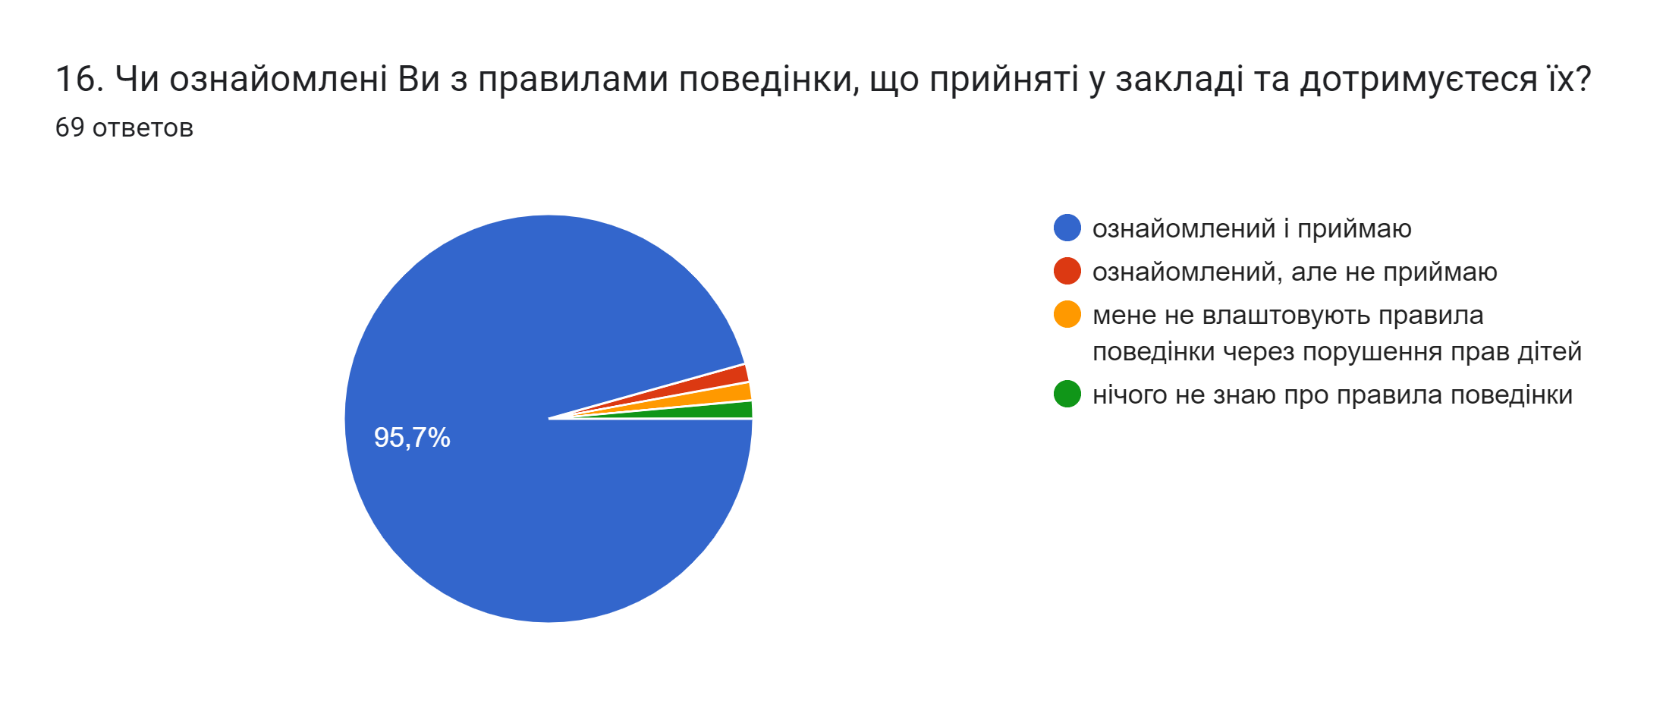 16. Чи ознайомлені Ви з правилами поведінки, що прийняті у закладі та дотримуєтеся їх?
69 ответов
ознайомлений і приймаю
ознайомлений, але не приймаю
мене не влаштовують правила
поведінки через порушення прав дітей
нічого не знаю про правила поведінки
95,7%